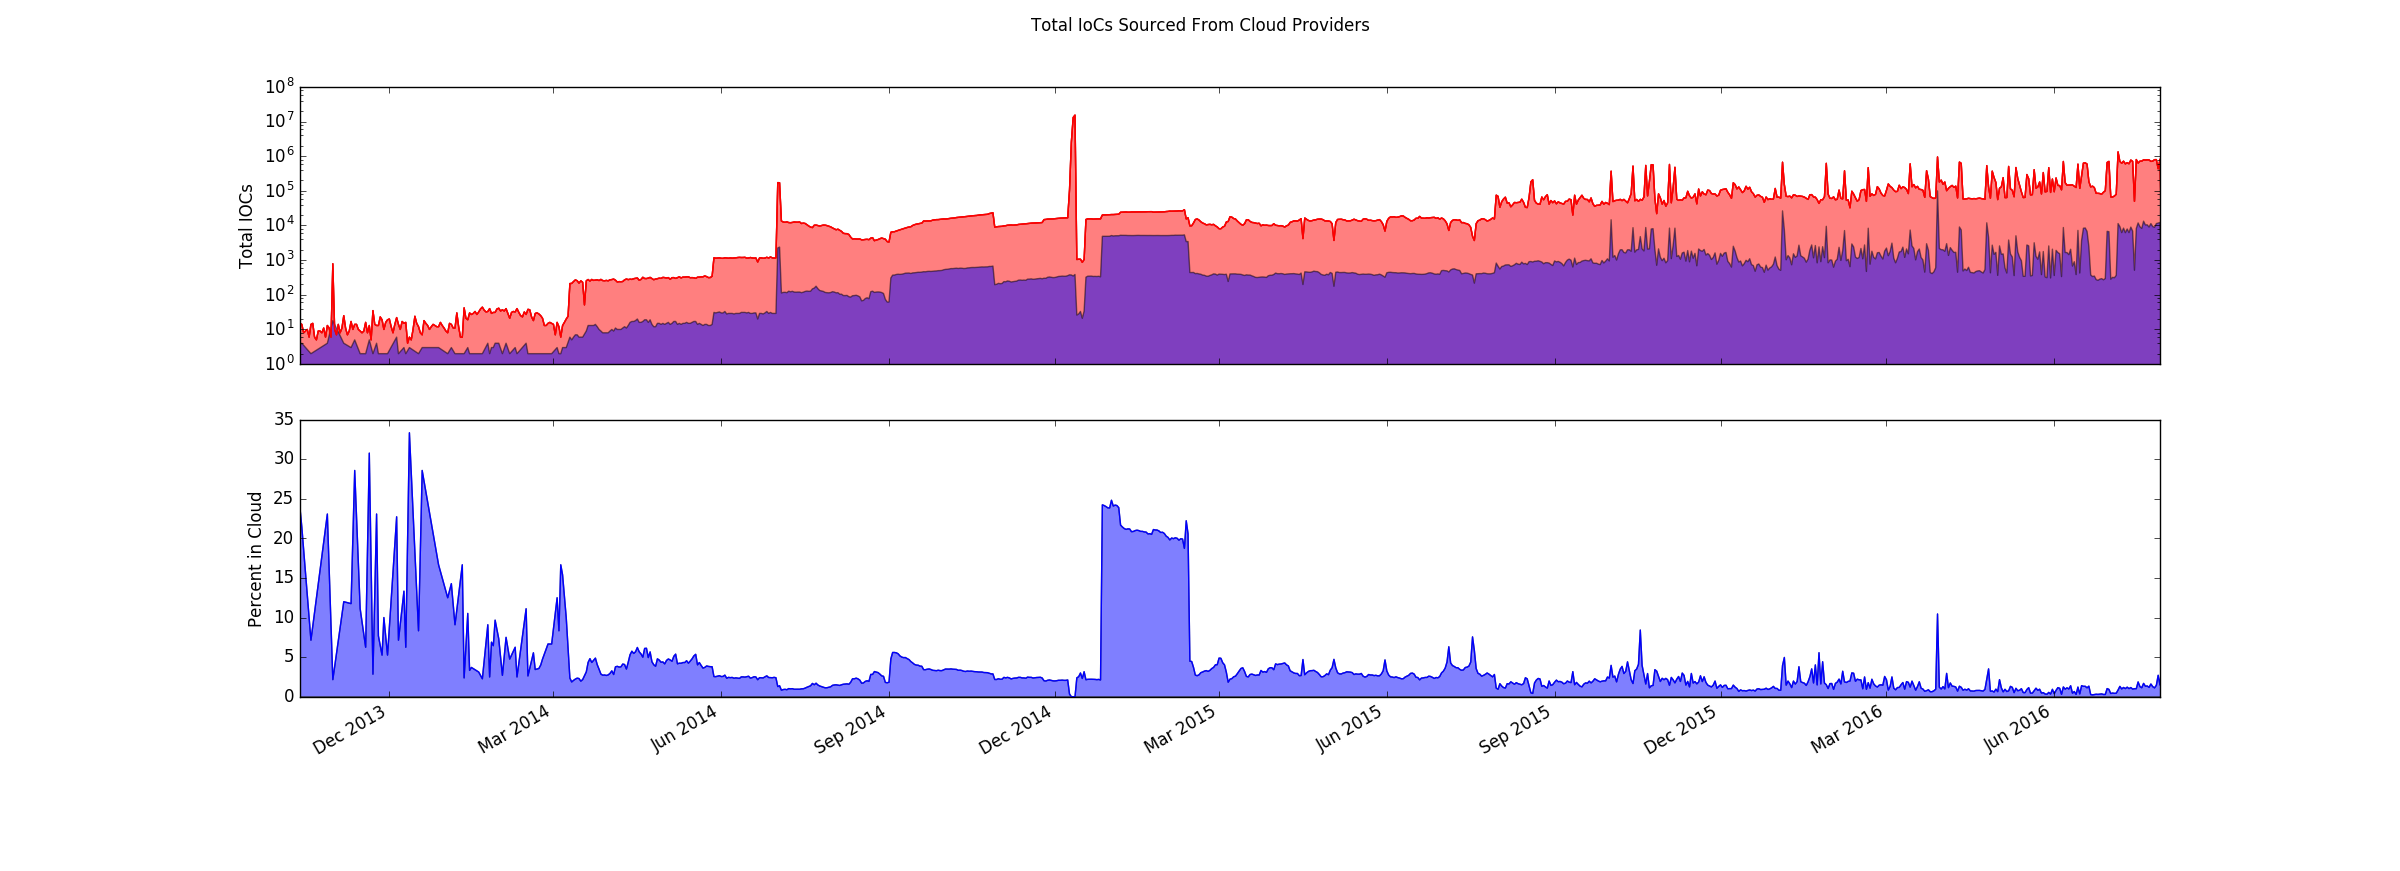 Total IoCs Sourced From Cloud Providers
Total IOCs
10^8
10^7
10^6
10^5
10^4
10^3
10^2
10^1
10^0
Percent in Cloud
35
30
25
20
15
10
5
0
Dec 2013
Mar 2014
Jun 2014
Sep 2014
Dec 2014
Mar 2015
Jun 2015
Sep 2015
Dec 2015
Mar 2016
Jun 2016